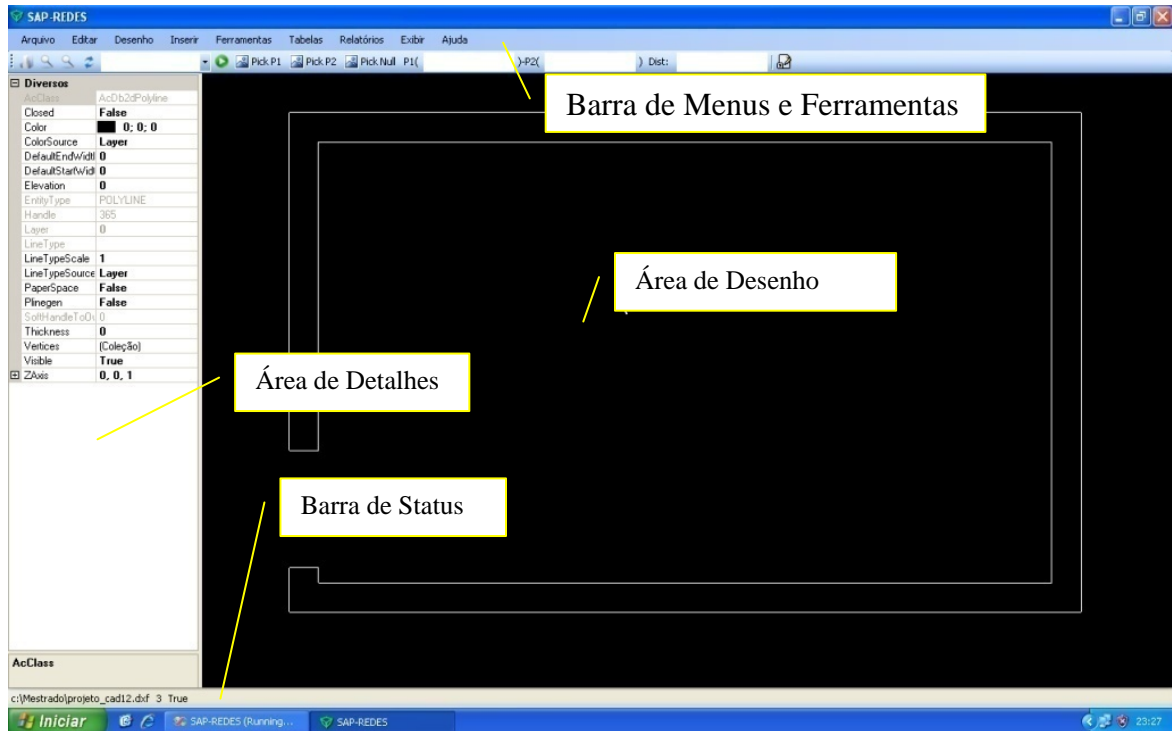 SAP-REDES
Arquivo Editar Desenho Inserir Ferramentas Tabelas Relatórios Exibir Ajuda
Pick P1 Pick P2 Pick Null P1( )-P2( ) Dist:
Barra de Menus e Ferramentas
Diversos
AcClass AcDb2dPolyline
Closed False
Color 0; 0; 0
ColorSource Layer
DefaultEndWidtl 0
DefaultStartWid 0
Elevation 0
EntityType POLYLINE
Handle 365
Layer 0
LineType
LineTypeScale 1
LineTypeSource Layer
PaperSpace False
Plinegen False
SoftHandleToOv 0
Thickness 0
Vertices (Coleção)
Visible True
ZAxis 0, 0, 1
Área de Desenho
Área de Detalhes
Barra de Status
AcClass
c:\Mestrado\projeto_cad12.dxf 3 True
Iniciar SAP-REDES (Running... SAP-REDES 23:27